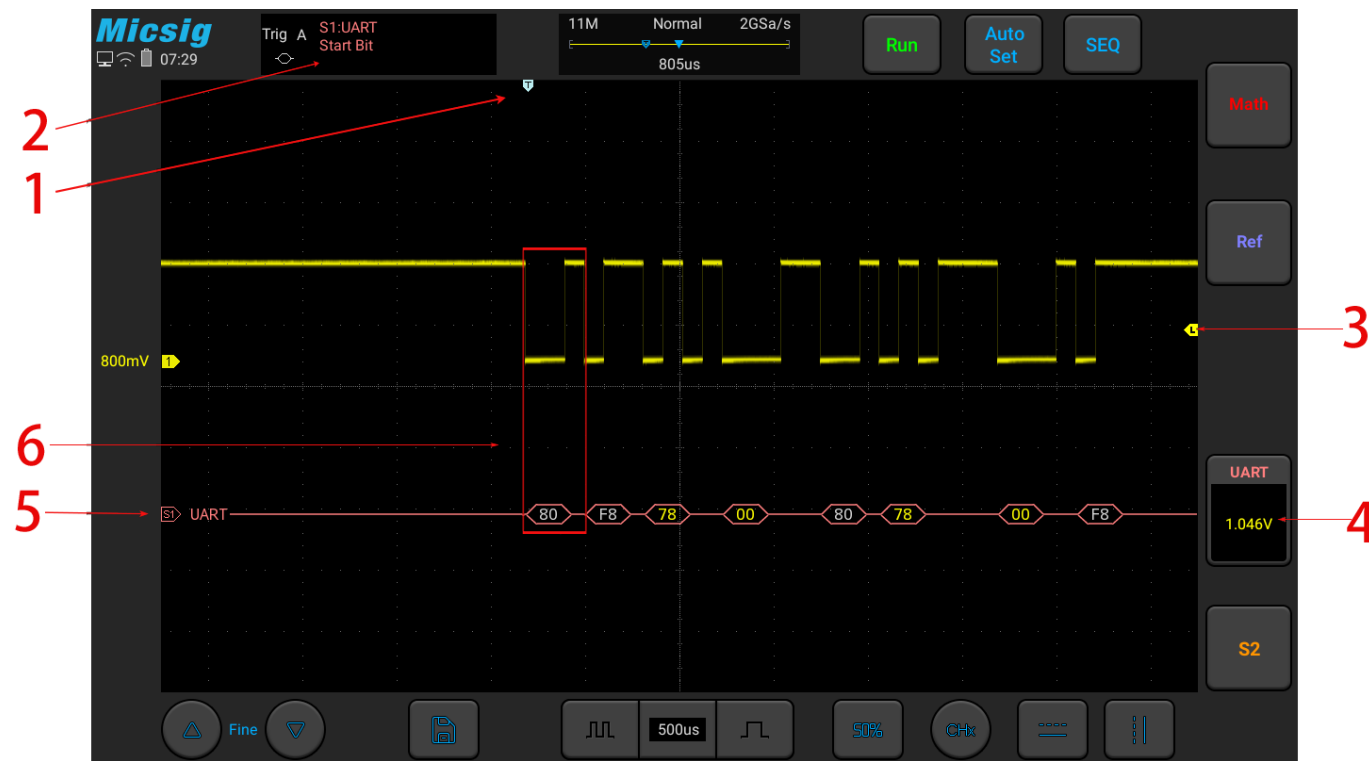 Micsig
07:29
Trig A S1:UART
Start Bit
11M Normal 2GSa/s
805us
Run
Auto
Set
SEQ
T
2
1
Math
Ref
L
3
800mV 1
6
5
S1 UART 80 F8 78 00 80 78 00 F8
UART
1.046V
4
S2
Fine
500us
50%
CHx